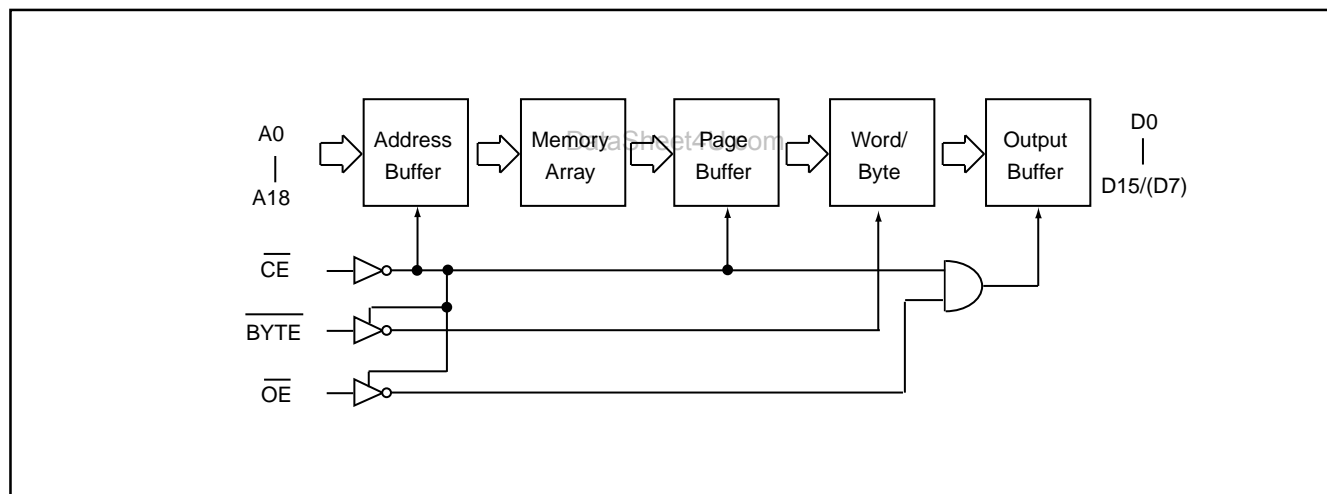 A0
A18
Address
Buffer
Memory
Array
Page
Buffer
Word/
Byte
Output
Buffer
D0
D15/(D7)
DataSheet4U.com
CE
BYTE
OE